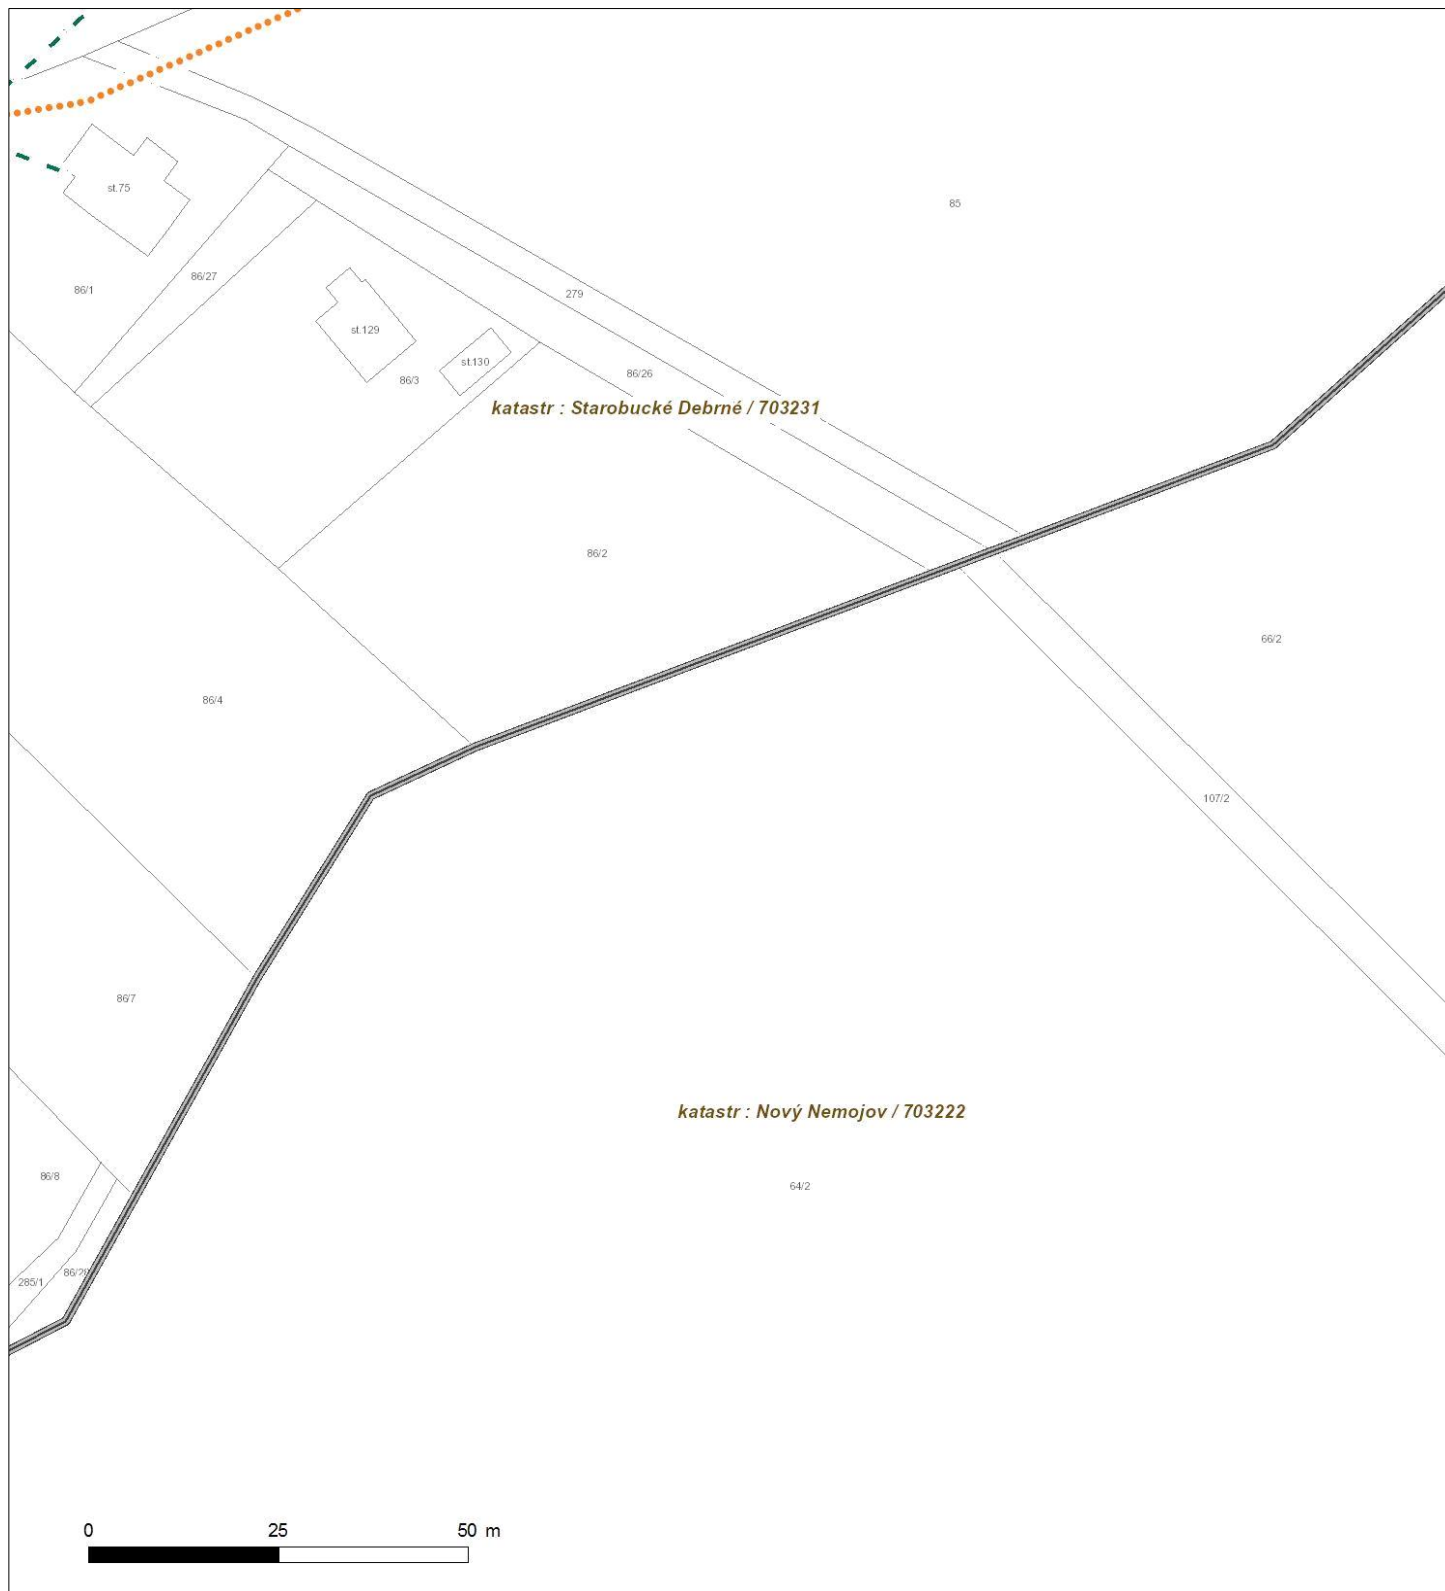 st.75
85
86/27
86/1
279
st.129
st.130
86/26
86/3
katastr : Starobucké Debrné / 703231
86/2
66/2
86/4
107/2
86/7
katastr : Nový Nemojov / 703222
86/8
64/2
285/1
0 25 50 m